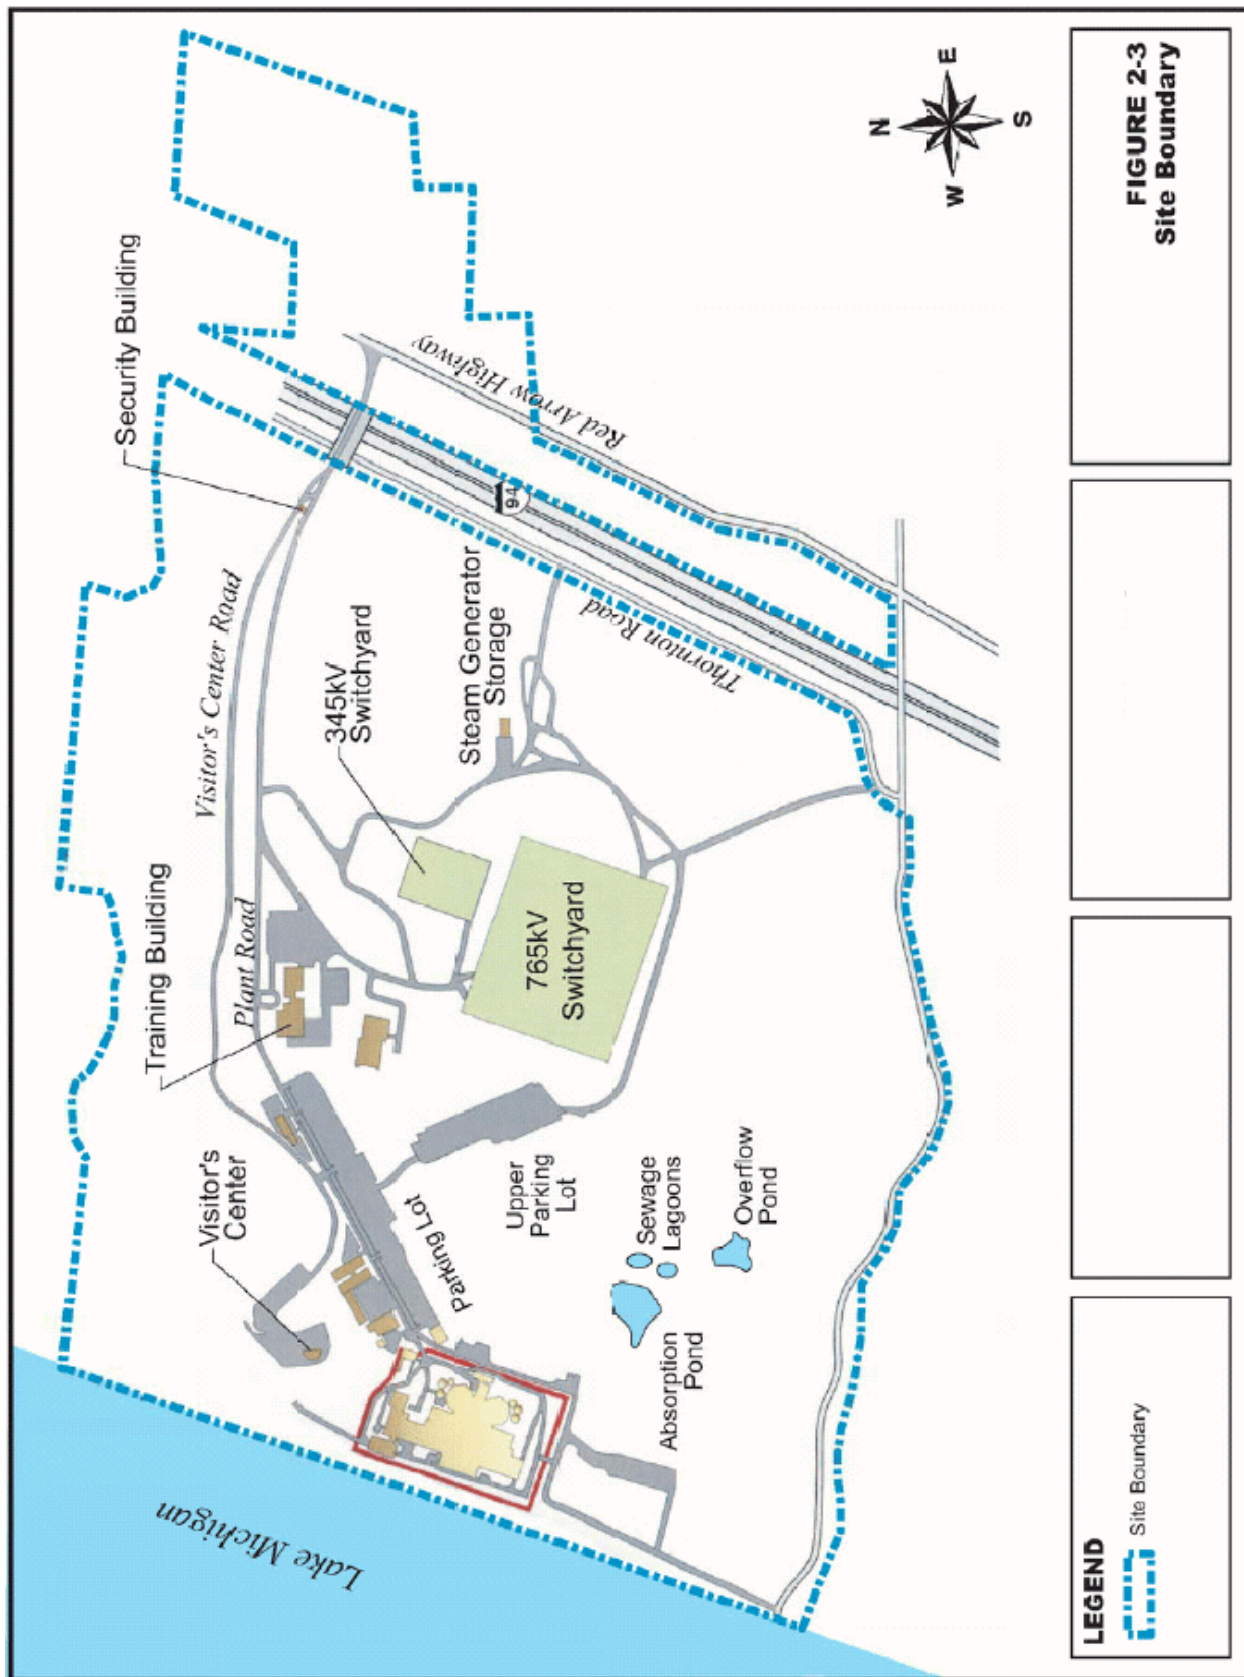 Lake Michigan
Visitor's
Center
Training Building
Security Building
Visitor's Center Road
Plant Road
Parking Lot
345kV
Switchyard
Steam Generator
Storage
765kV
Switchyard
Upper
Parking
Lot
Sewage
Lagoons
Overflow
Pond
Absorption
Pond
Thornton Road
94
Red Arrow Highway
N
E
S
W
LEGEND
Site Boundary
FIGURE 2-3
Site Boundary